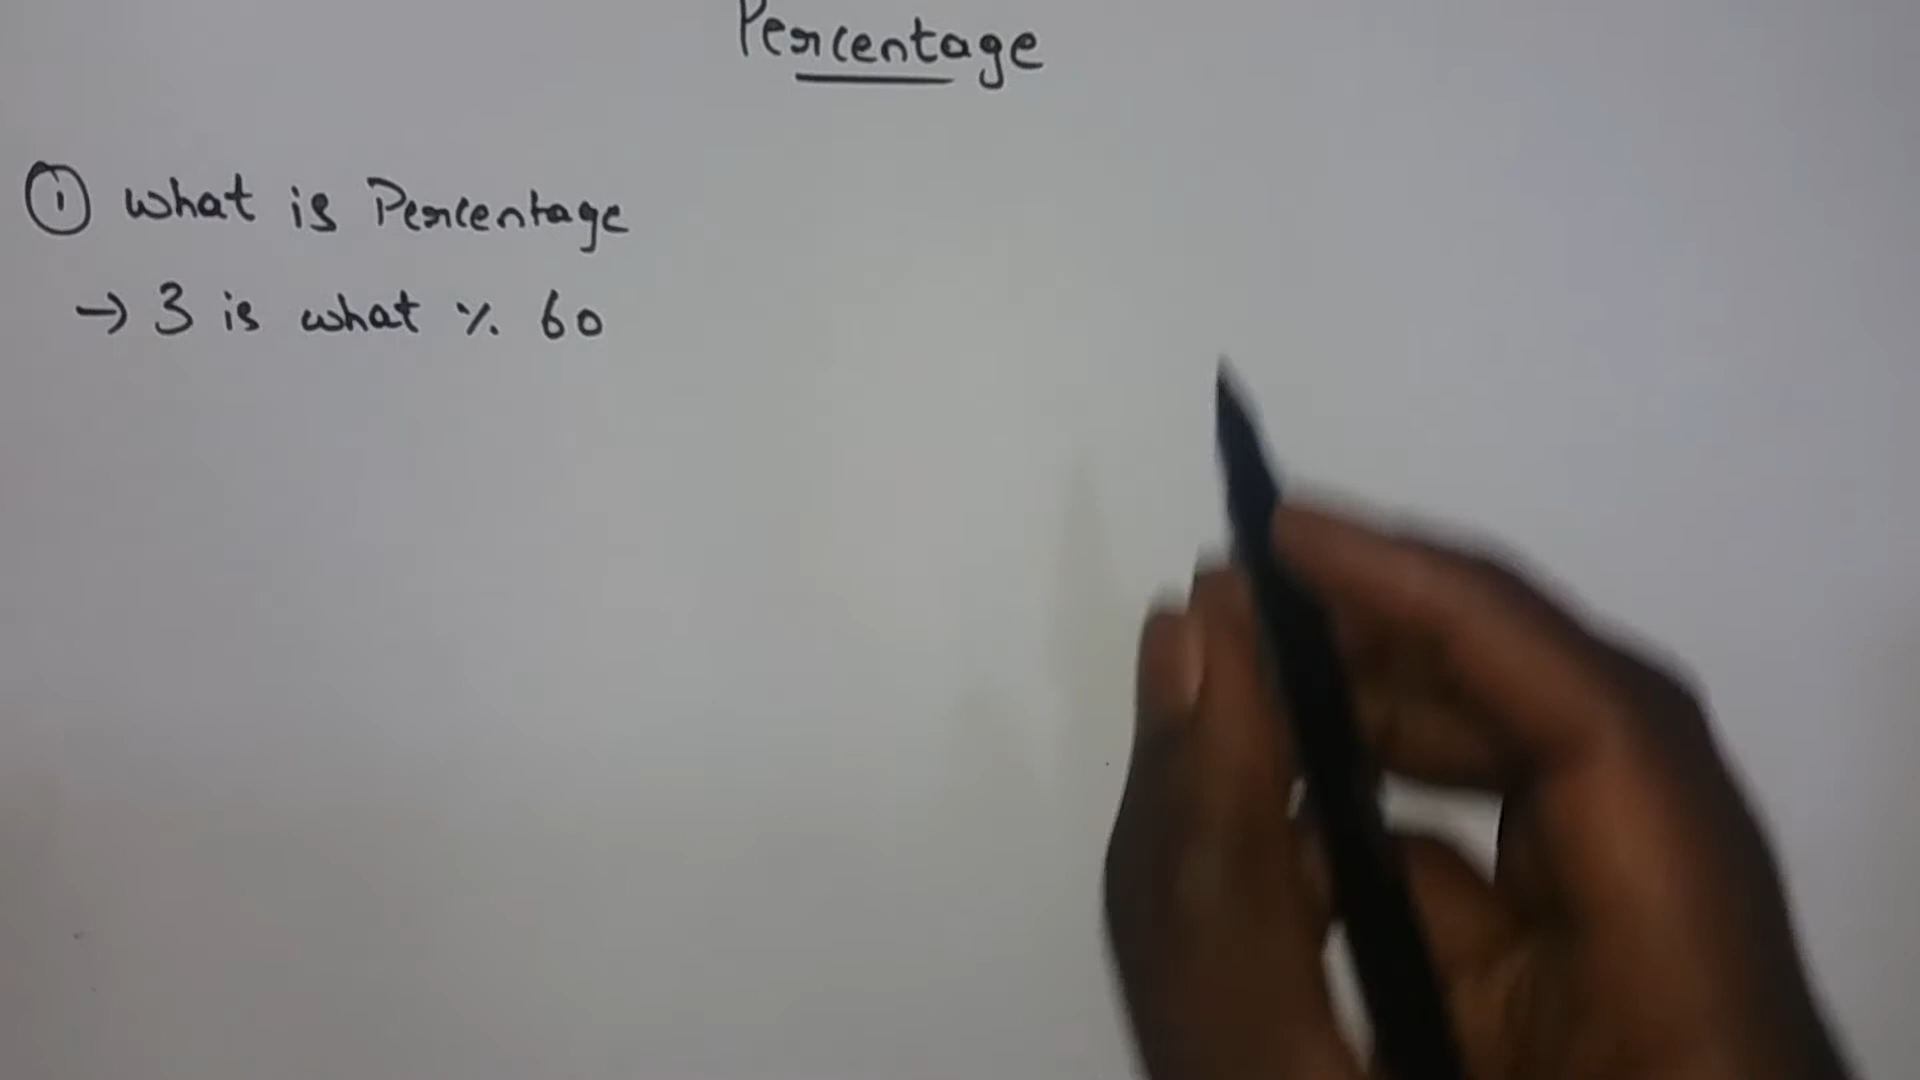 Percentage
① what is Percentage
→ 3 is what % 60